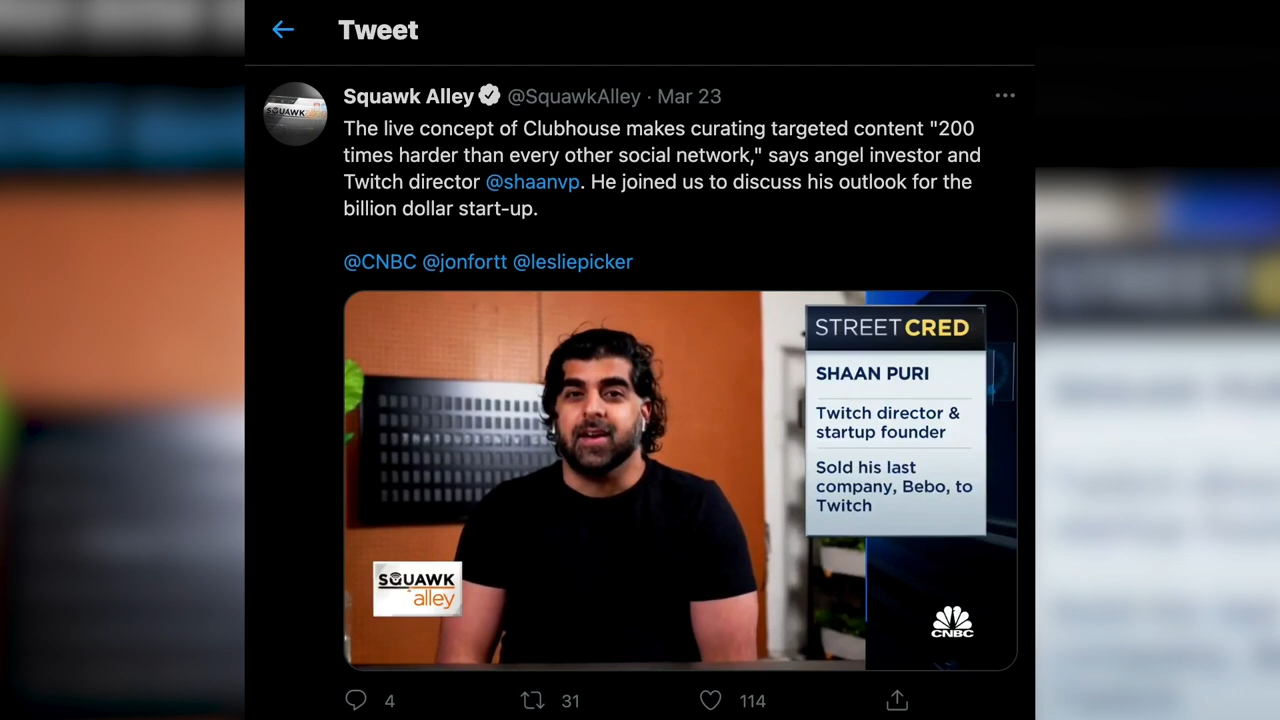 Tweet
Squawk Alley @SquawkAlley · Mar 23
The live concept of Clubhouse makes curating targeted content "200
times harder than every other social network," says angel investor and
Twitch director @shaanvp. He joined us to discuss his outlook for the
billion dollar start-up.
@CNBC @jonfortt @lesliepicker
STREET CRED
SHAAN PURI
Twitch director &
startup founder
Sold his last
company, Bebo, to
Twitch
SQUAWK
alley
CNBC
4 31 114